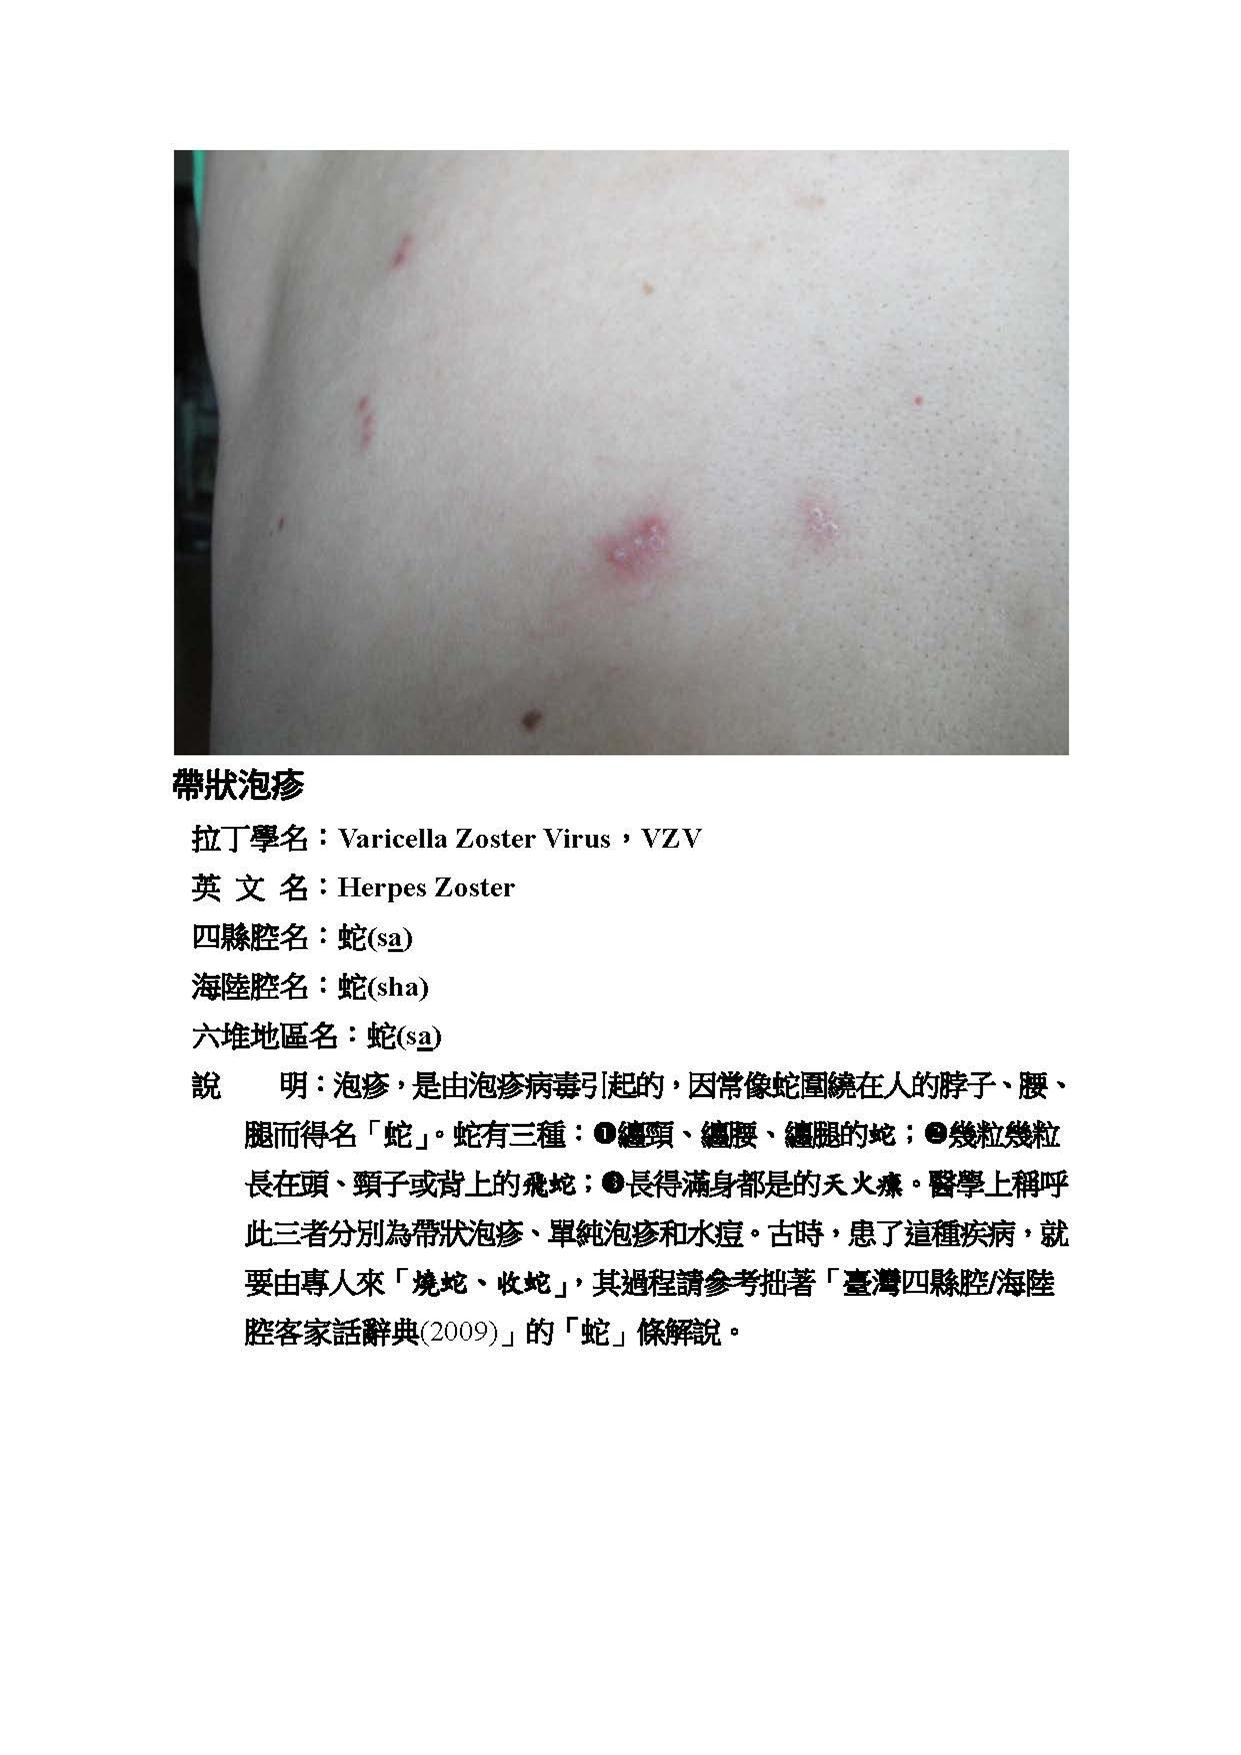 帶狀泡疹
拉丁學名：Varicella Zoster Virus，VZV
英 文 名：Herpes Zoster
四縣腔名：蛇(sa)
海陸腔名：蛇(sha)
六堆地區名：蛇(sa)
說　　明：泡疹，是由泡疹病毒引起的，因常像蛇圍繞在人的脖子、腰、
腿而得名「蛇」。蛇有三種：❶纏頸、纏腰、纏腿的蛇；❷幾粒幾粒
長在頭、頸子或背上的飛蛇；❸長得滿身都是的天火瘭。醫學上稱呼
此三者分別為帶狀泡疹、單純泡疹和水痘。古時，患了這種疾病，就
要由專人來「燒蛇、收蛇」，其過程請參考拙著「臺灣四縣腔/海陸
腔客家話辭典(2009)」的「蛇」條解說。